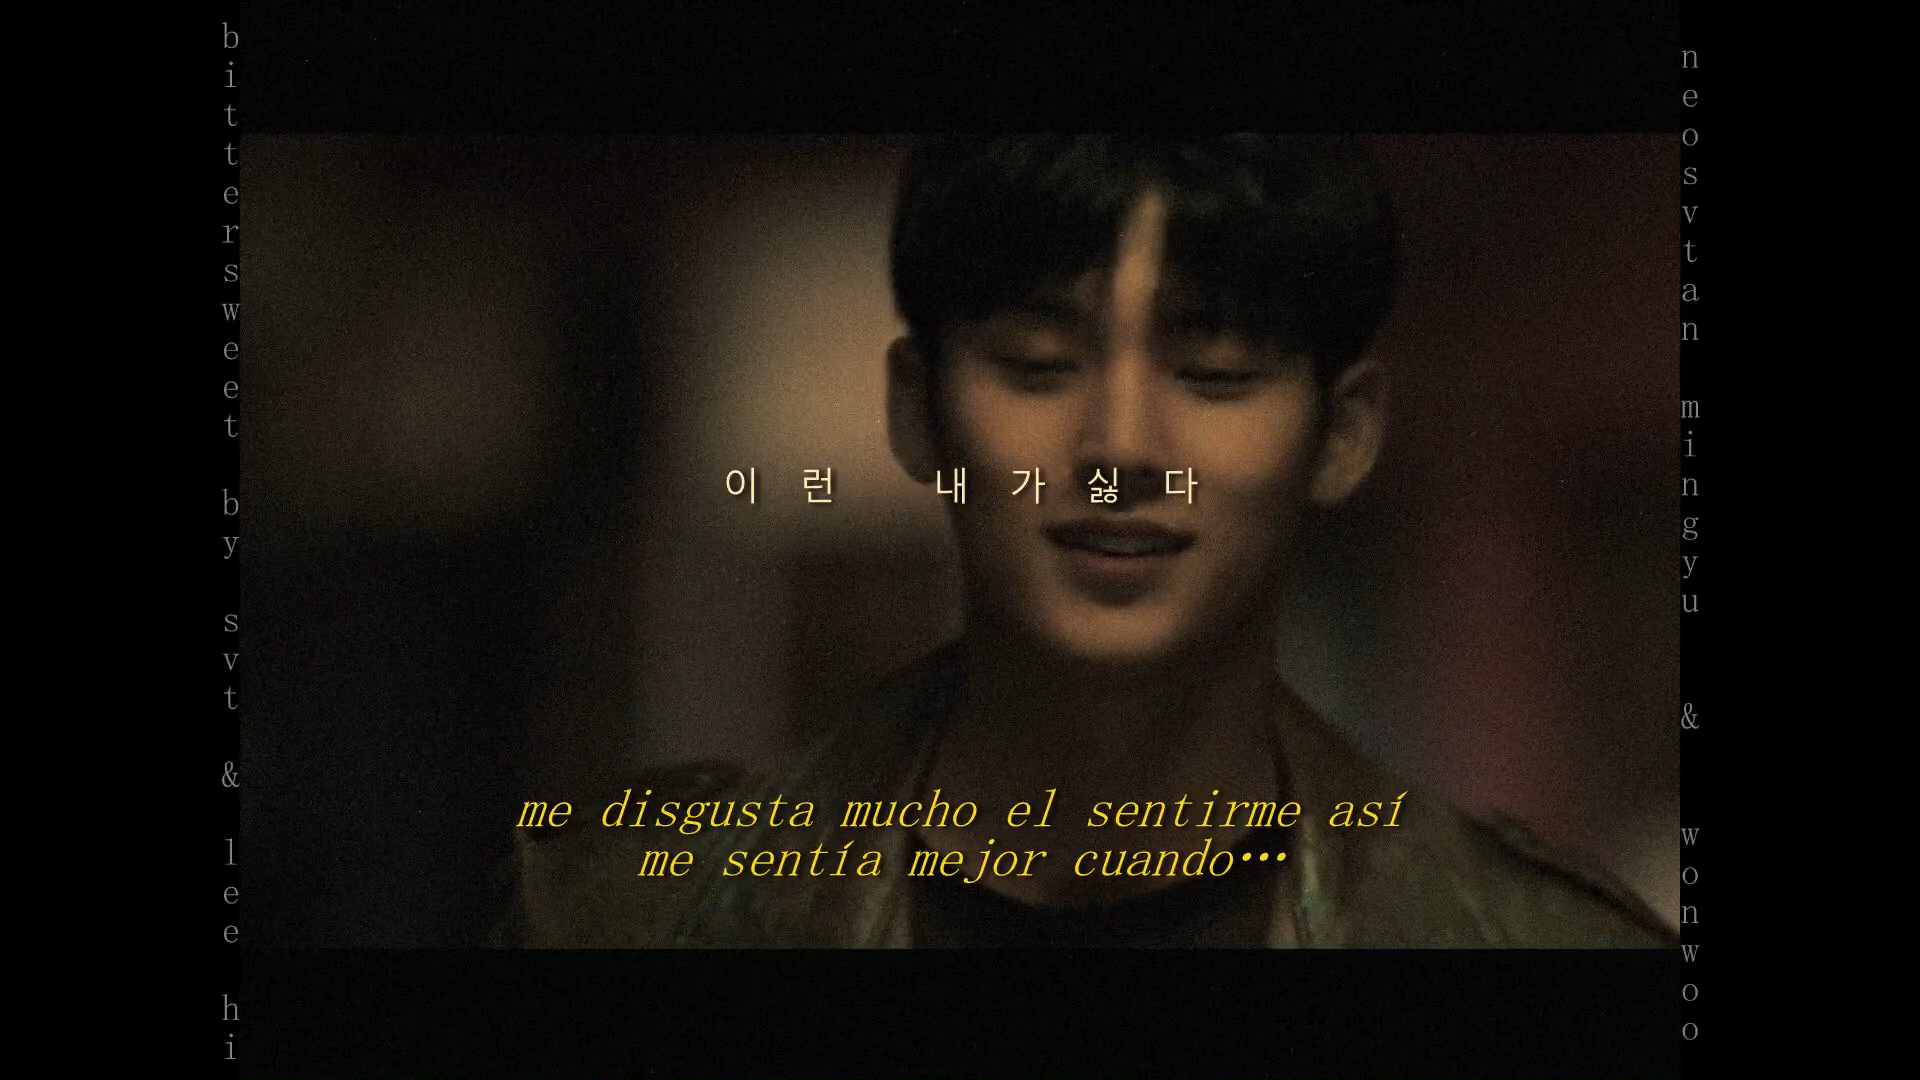 bittersweet by svt & lee hi
이런 내가 싫다
me disgusta mucho el sentirme así
me sentía mejor cuando…
neosvtan mingyu & wonwoo